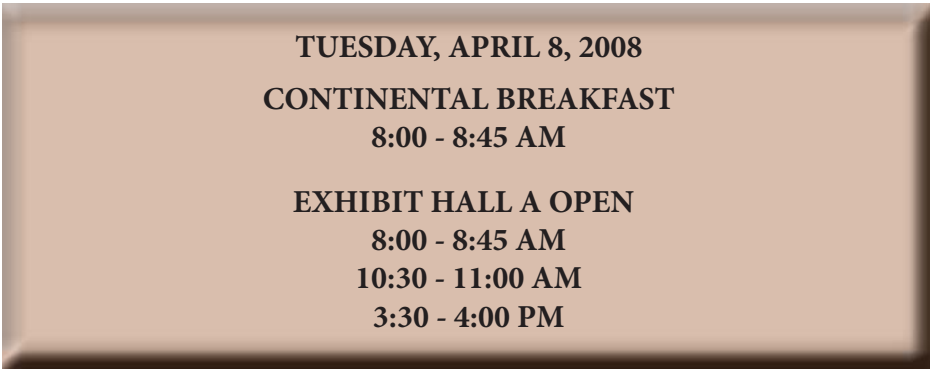 TUESDAY, APRIL 8, 2008
CONTINENTAL BREAKFAST
8:00 - 8:45 AM
EXHIBIT HALL A OPEN
8:00 - 8:45 AM
10:30 - 11:00 AM
3:30 - 4:00 PM